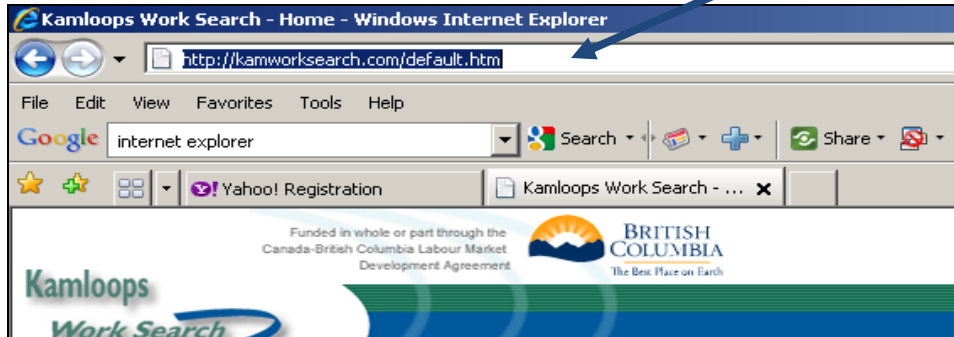 Kamloops Work Search - Home - Windows Internet Explorer
http://kamworksearch.com/default.htm
File Edit View Favorites Tools Help
Google internet explorer Search Share
Yahoo! Registration Kamloops Work Search - ...
Funded in whole or part through the
Canada-British Columbia Labour Market
Development Agreement
BRITISH
COLUMBIA
The Best Place on Earth
Kamloops
Work Search